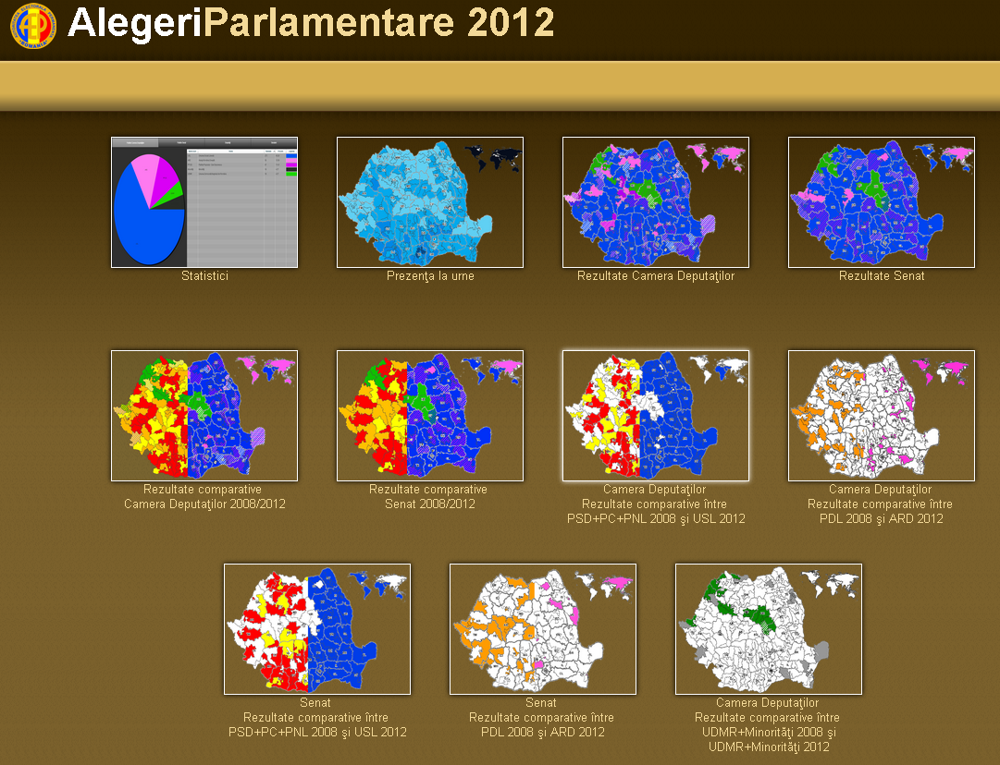 AlegeriParlamentare 2012
Statistici
Prezenţa la urne
Rezultate Camera Deputaţilor
Rezultate Senat
Rezultate comparative
Camera Deputaţilor 2008/2012
Rezultate comparative
Senat 2008/2012
Camera Deputaţilor
Rezultate comparative între
PSD+PC+PNL 2008 şi USL 2012
Camera Deputaţilor
Rezultate comparative între
PDL 2008 şi ARD 2012
Senat
Rezultate comparative între
PSD+PC+PNL 2008 şi USL 2012
Senat
Rezultate comparative între
PDL 2008 şi ARD 2012
Camera Deputaţilor
Rezultate comparative între
UDMR+Minorităţi 2008 şi
UDMR+Minorităţi 2012